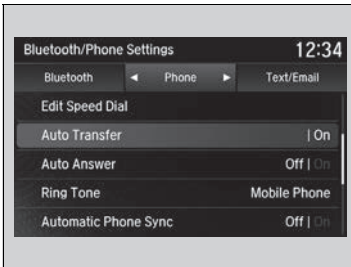 Bluetooth/Phone Settings 12:34
Bluetooth ◄ Phone ► Text/Email
Edit Speed Dial
Auto Transfer | On
Auto Answer Off | On
Ring Tone Mobile Phone
Automatic Phone Sync Off | On